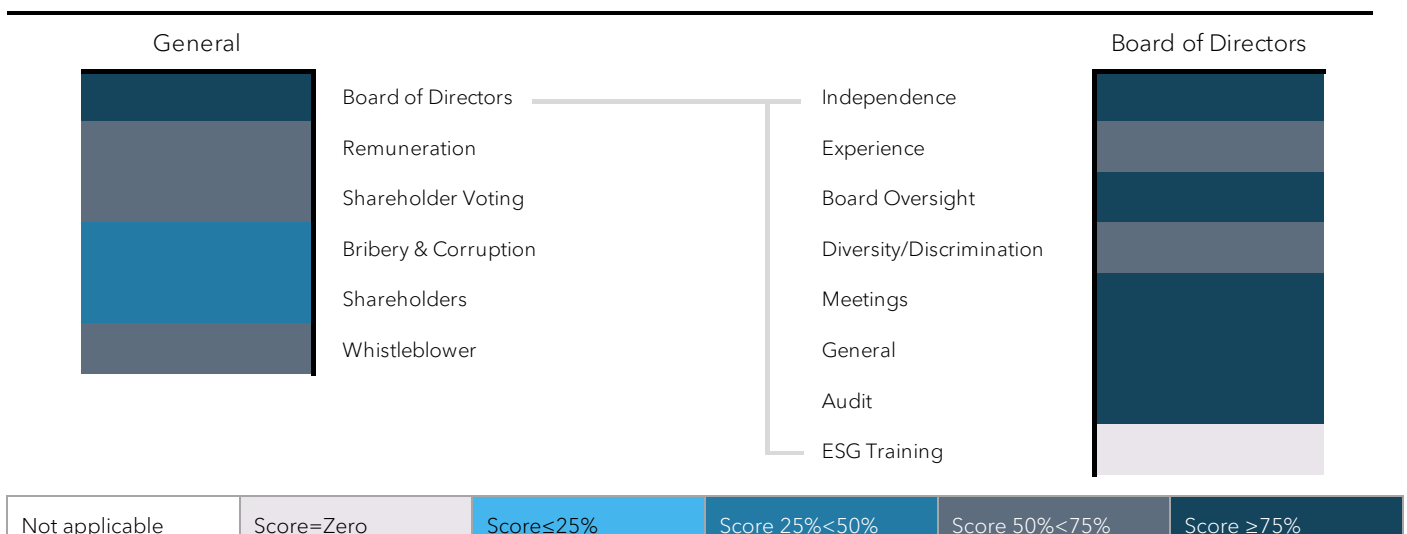 General
Board of Directors
Board of Directors
Independence
Remuneration
Experience
Shareholder Voting
Board Oversight
Bribery & Corruption
Diversity/Discrimination
Shareholders
Meetings
Whistleblower
General
Audit
ESG Training
Not applicable
Score=Zero
Score≤25%
Score 25%<50%
Score 50%<75%
Score ≥75%